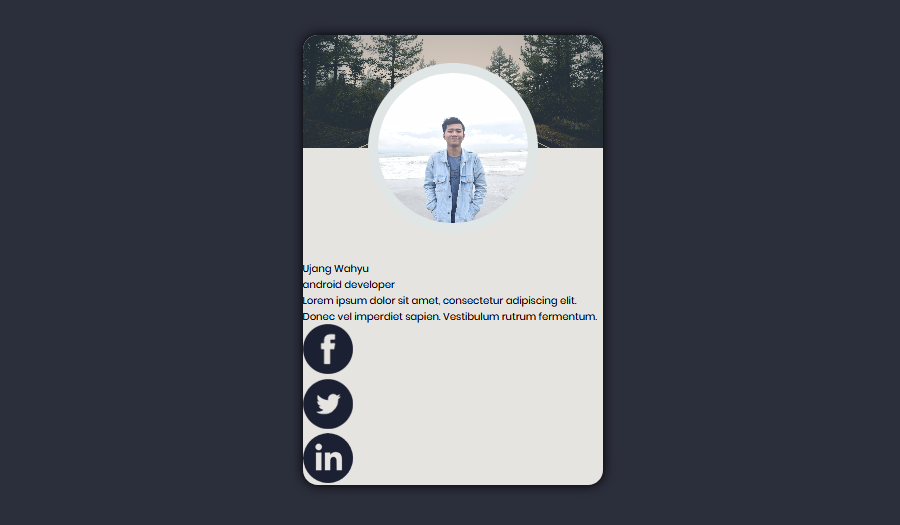 Ujang Wahyu
android developer
Lorem ipsum dolor sit amet, consectetur adipiscing elit.
Donec vel imperdiet sapien. Vestibulum rutrum fermentum.
f
in